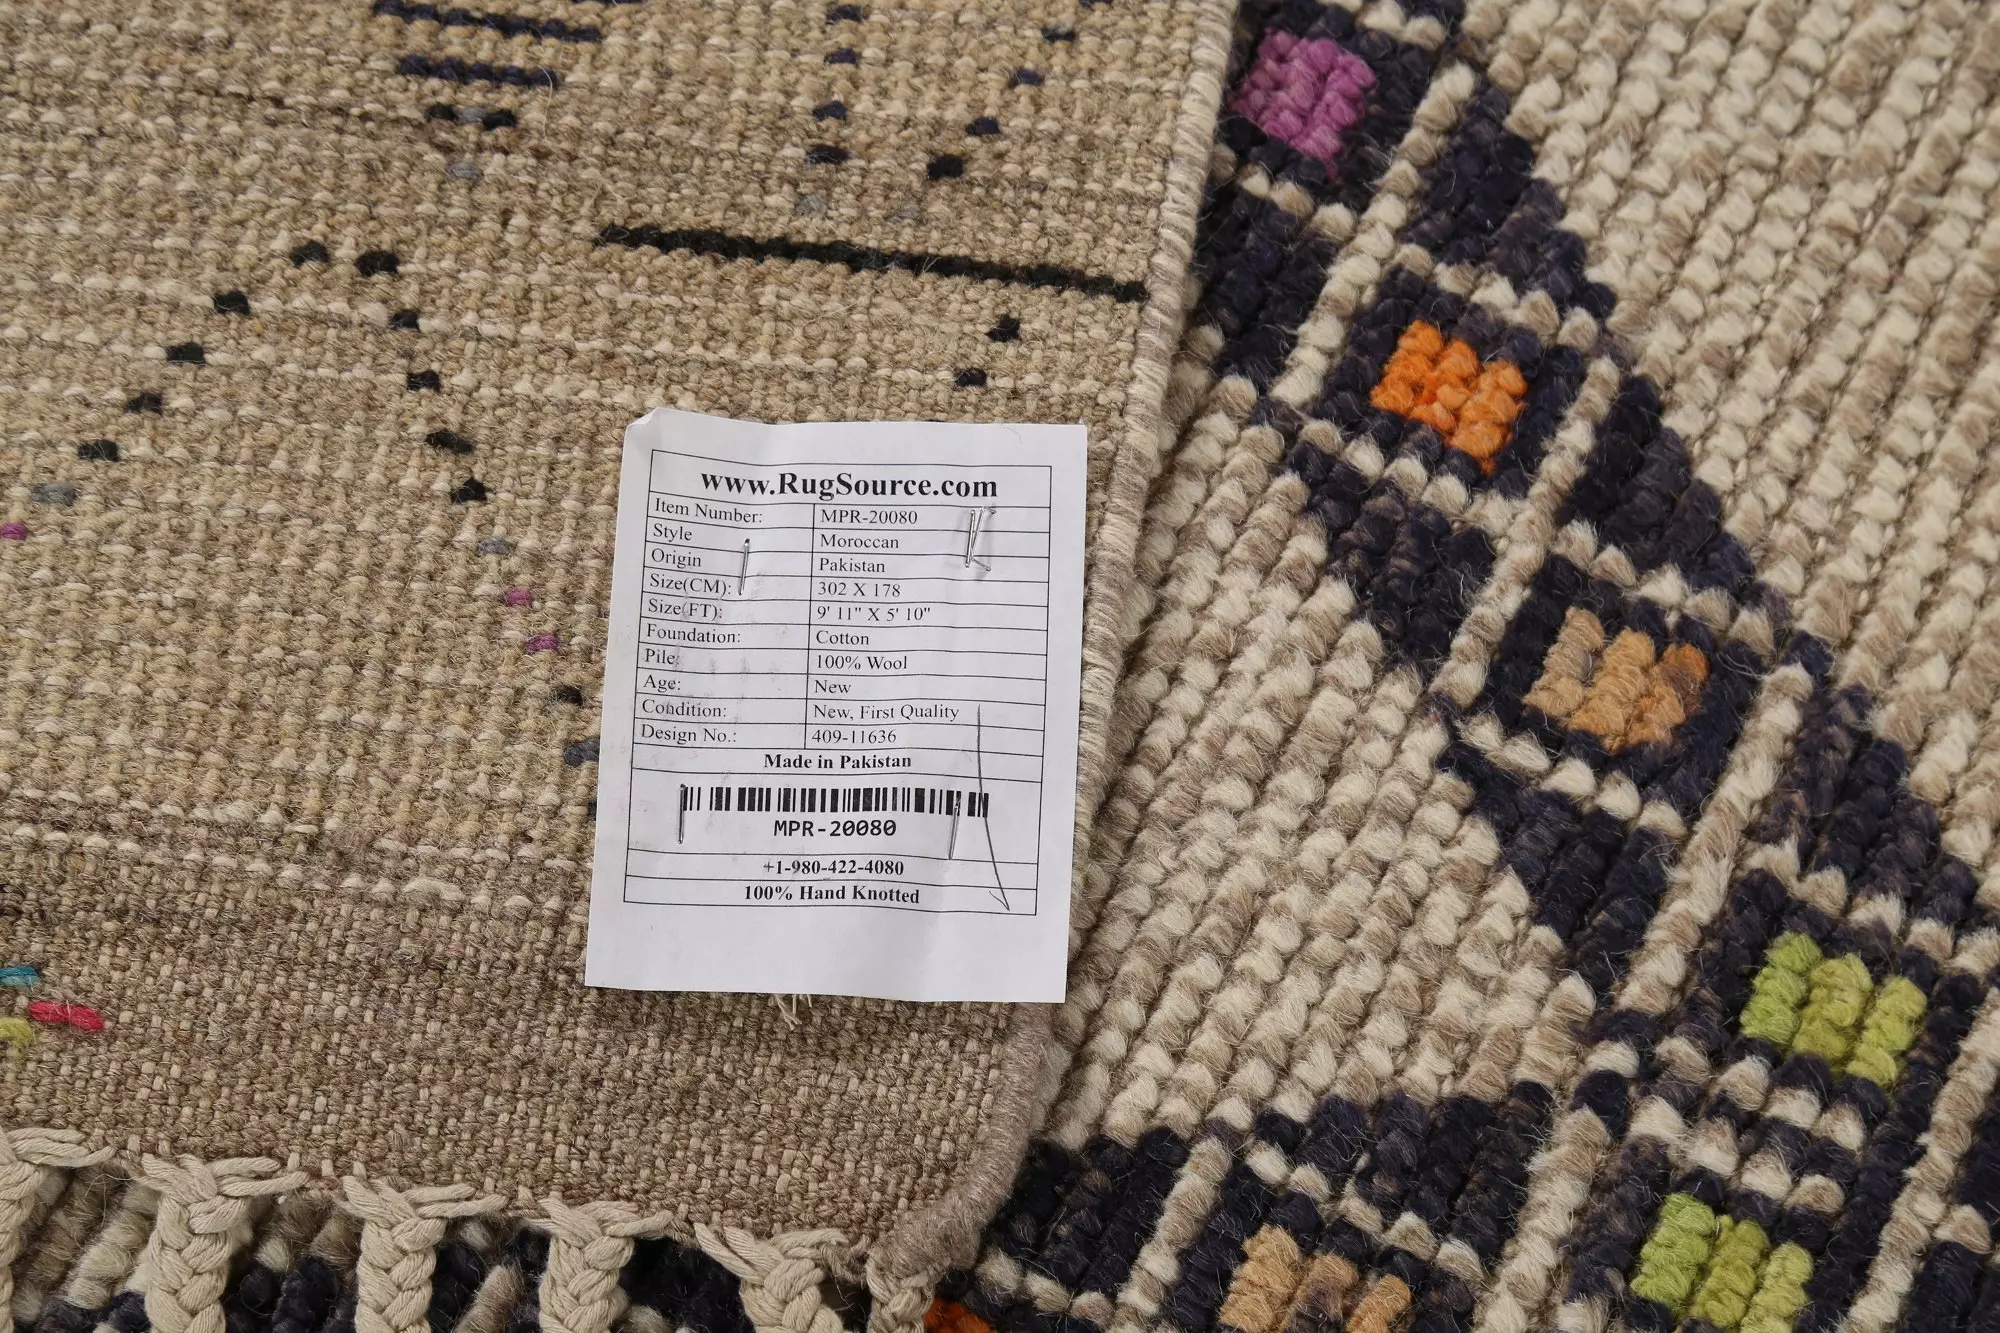 www.RugSource.com
Item Number: MPR-20080
Style Moroccan
Origin Pakistan
Size(CM): 302 X 178
Size(FT): 9' 11" X 5' 10"
Foundation: Cotton
Pile: 100% Wool
Age: New
Condition: New, First Quality
Design No.: 409-11636
Made in Pakistan
MPR-20080
+1-980-422-4080
100% Hand Knotted